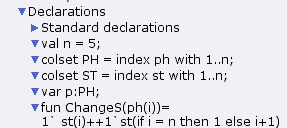 Declarations
Standard declarations
val n = 5;
colset PH = index ph with 1..n;
colset ST = index st with 1..n;
var p:PH;
fun ChangeS(ph(i))=
1` st(i)++1`st(if i = n then 1 else i+1)